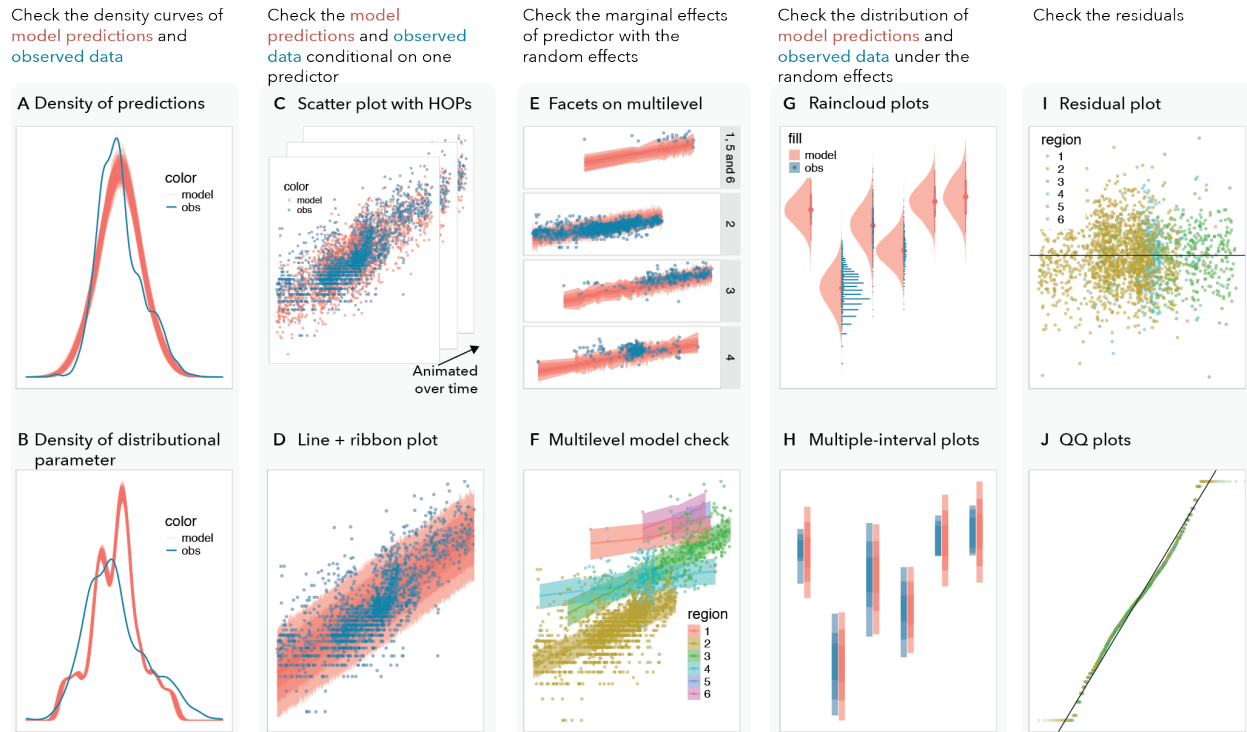 Check the density curves of
model predictions and
observed data
Check the model
predictions and observed
data conditional on one
predictor
Check the marginal effects
of predictor with the
random effects
Check the distribution of
model predictions and
observed data under the
random effects
Check the residuals
A Density of predictions
color
model
obs
C Scatter plot with HOPs
color
model
obs
Animated
over time
E Facets on multilevel
1, 5 and 6
2
3
4
G Raincloud plots
fill
model
obs
I Residual plot
region
1
2
3
4
5
6
B Density of distributional
parameter
color
model
obs
D Line + ribbon plot
F Multilevel model check
region
1
2
3
4
5
6
H Multiple-interval plots
J QQ plots